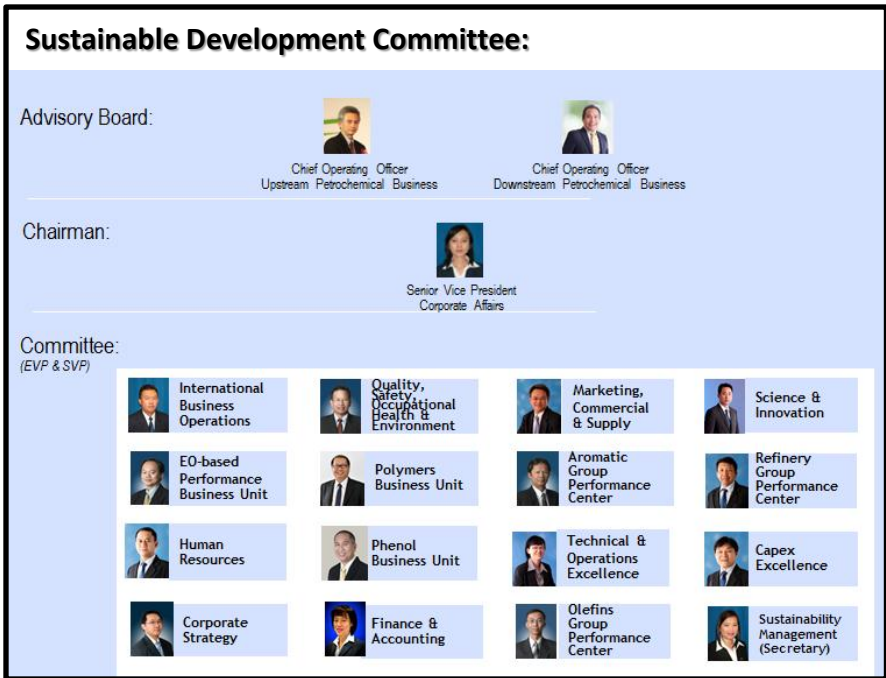 Sustainable Development Committee:
Advisory Board:
Chief Operating Officer
Upstream Petrochemical Business
Chief Operating Officer
Downstream Petrochemical Business
Chairman:
Senior Vice President
Corporate Affairs
Committee:
(EVP & SVP)
International
Business
Operations
Quality,
Safety,
Occupational
Health &
Environment
Marketing,
Commercial
& Supply
Science &
Innovation
EO-based
Performance
Business Unit
Polymers
Business Unit
Aromatic
Group
Performance
Center
Refinery
Group
Performance
Center
Human
Resources
Phenol
Business Unit
Technical &
Operations
Excellence
Capex
Excellence
Corporate
Strategy
Finance &
Accounting
Olefins
Group
Performance
Center
Sustainability
Management
(Secretary)